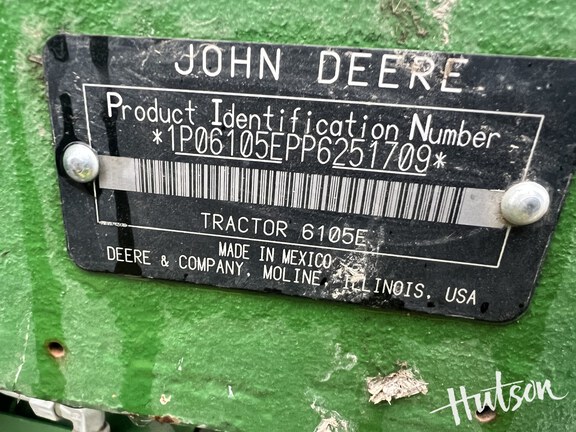 JOHN DEERE
Product Identification Number
*1P06105EPP6251709*
TRACTOR 6105E
MADE IN MEXICO
DEERE & COMPANY, MOLINE, ILLINOIS, USA
Hutson